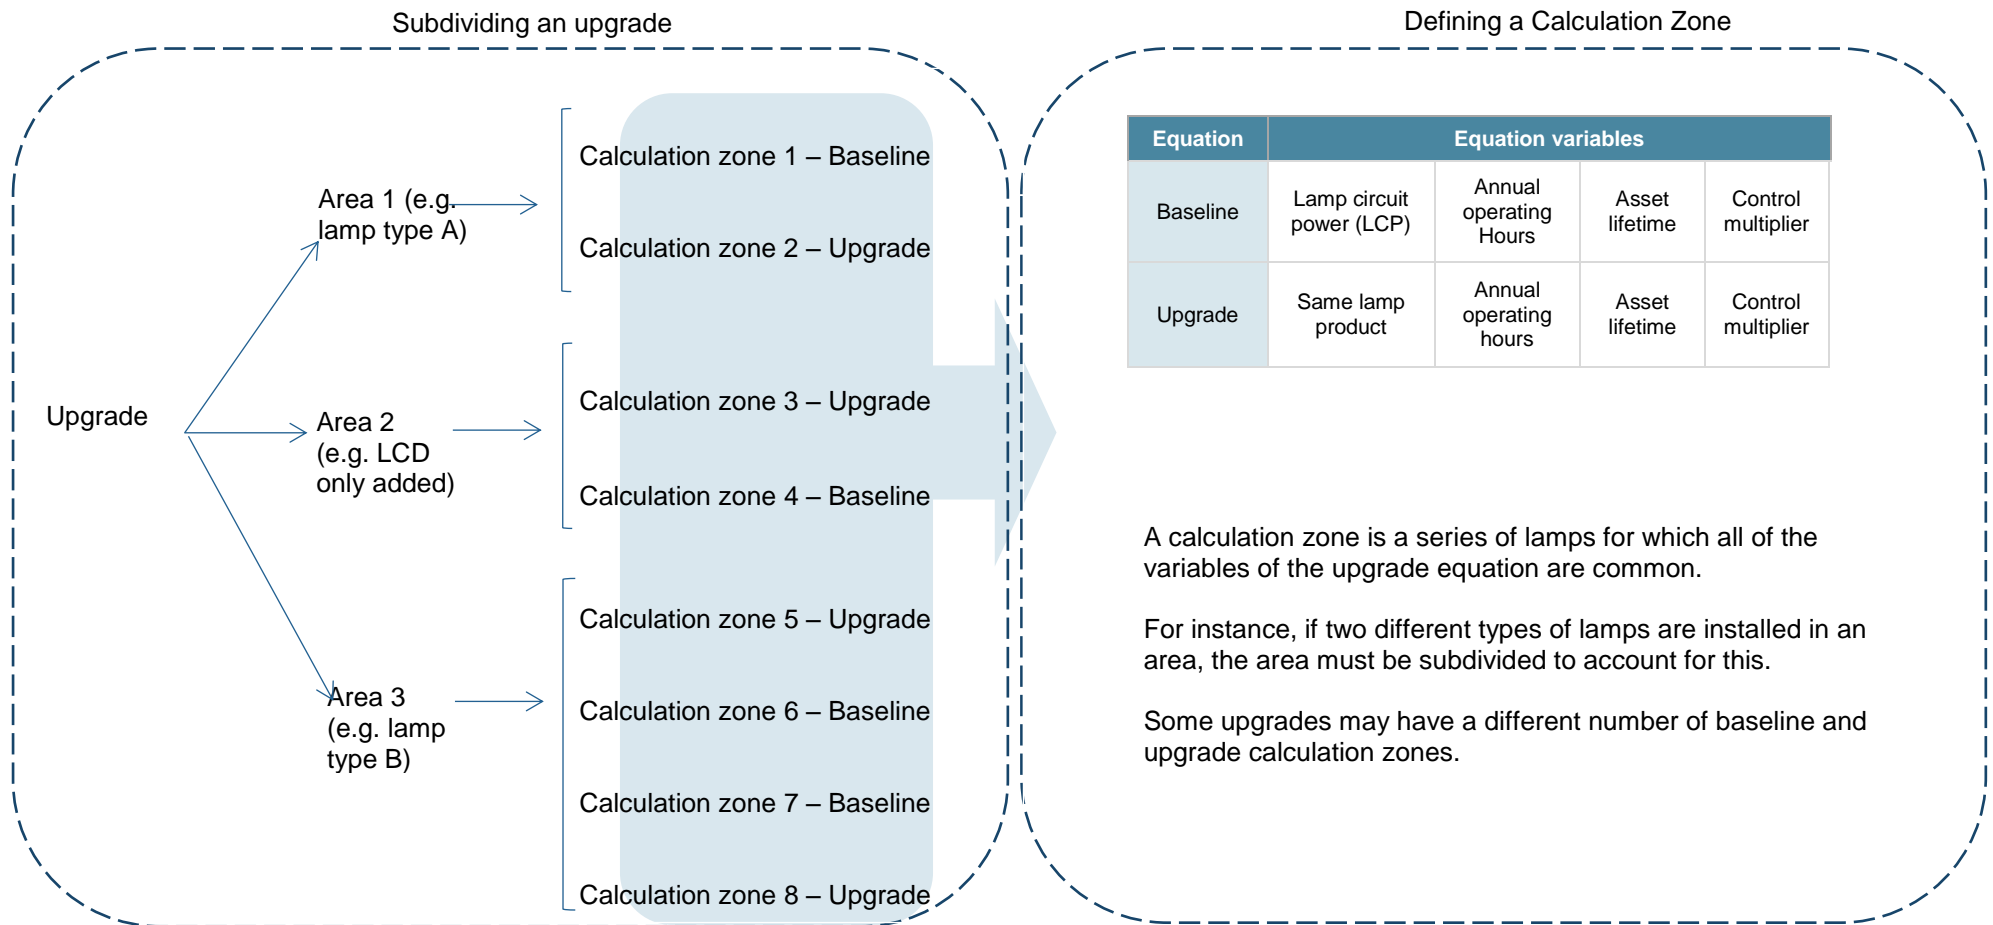 Subdividing an upgrade
Upgrade
Area 1 (e.g.
lamp type A)
Area 2
(e.g. LCD
only added)
Area 3
(e.g. lamp
type B)
Calculation zone 1 – Baseline
Calculation zone 2 – Upgrade
Calculation zone 3 – Upgrade
Calculation zone 4 – Baseline
Calculation zone 5 – Upgrade
Calculation zone 6 – Baseline
Calculation zone 7 – Baseline
Calculation zone 8 – Upgrade
Defining a Calculation Zone
Equation
Equation variables
Baseline
Lamp circuit
power (LCP)
Annual
operating
Hours
Asset
lifetime
Control
multiplier
Upgrade
Same lamp
product
Annual
operating
hours
Asset
lifetime
Control
multiplier
A calculation zone is a series of lamps for which all of the
variables of the upgrade equation are common.
For instance, if two different types of lamps are installed in an
area, the area must be subdivided to account for this.
Some upgrades may have a different number of baseline and
upgrade calculation zones.